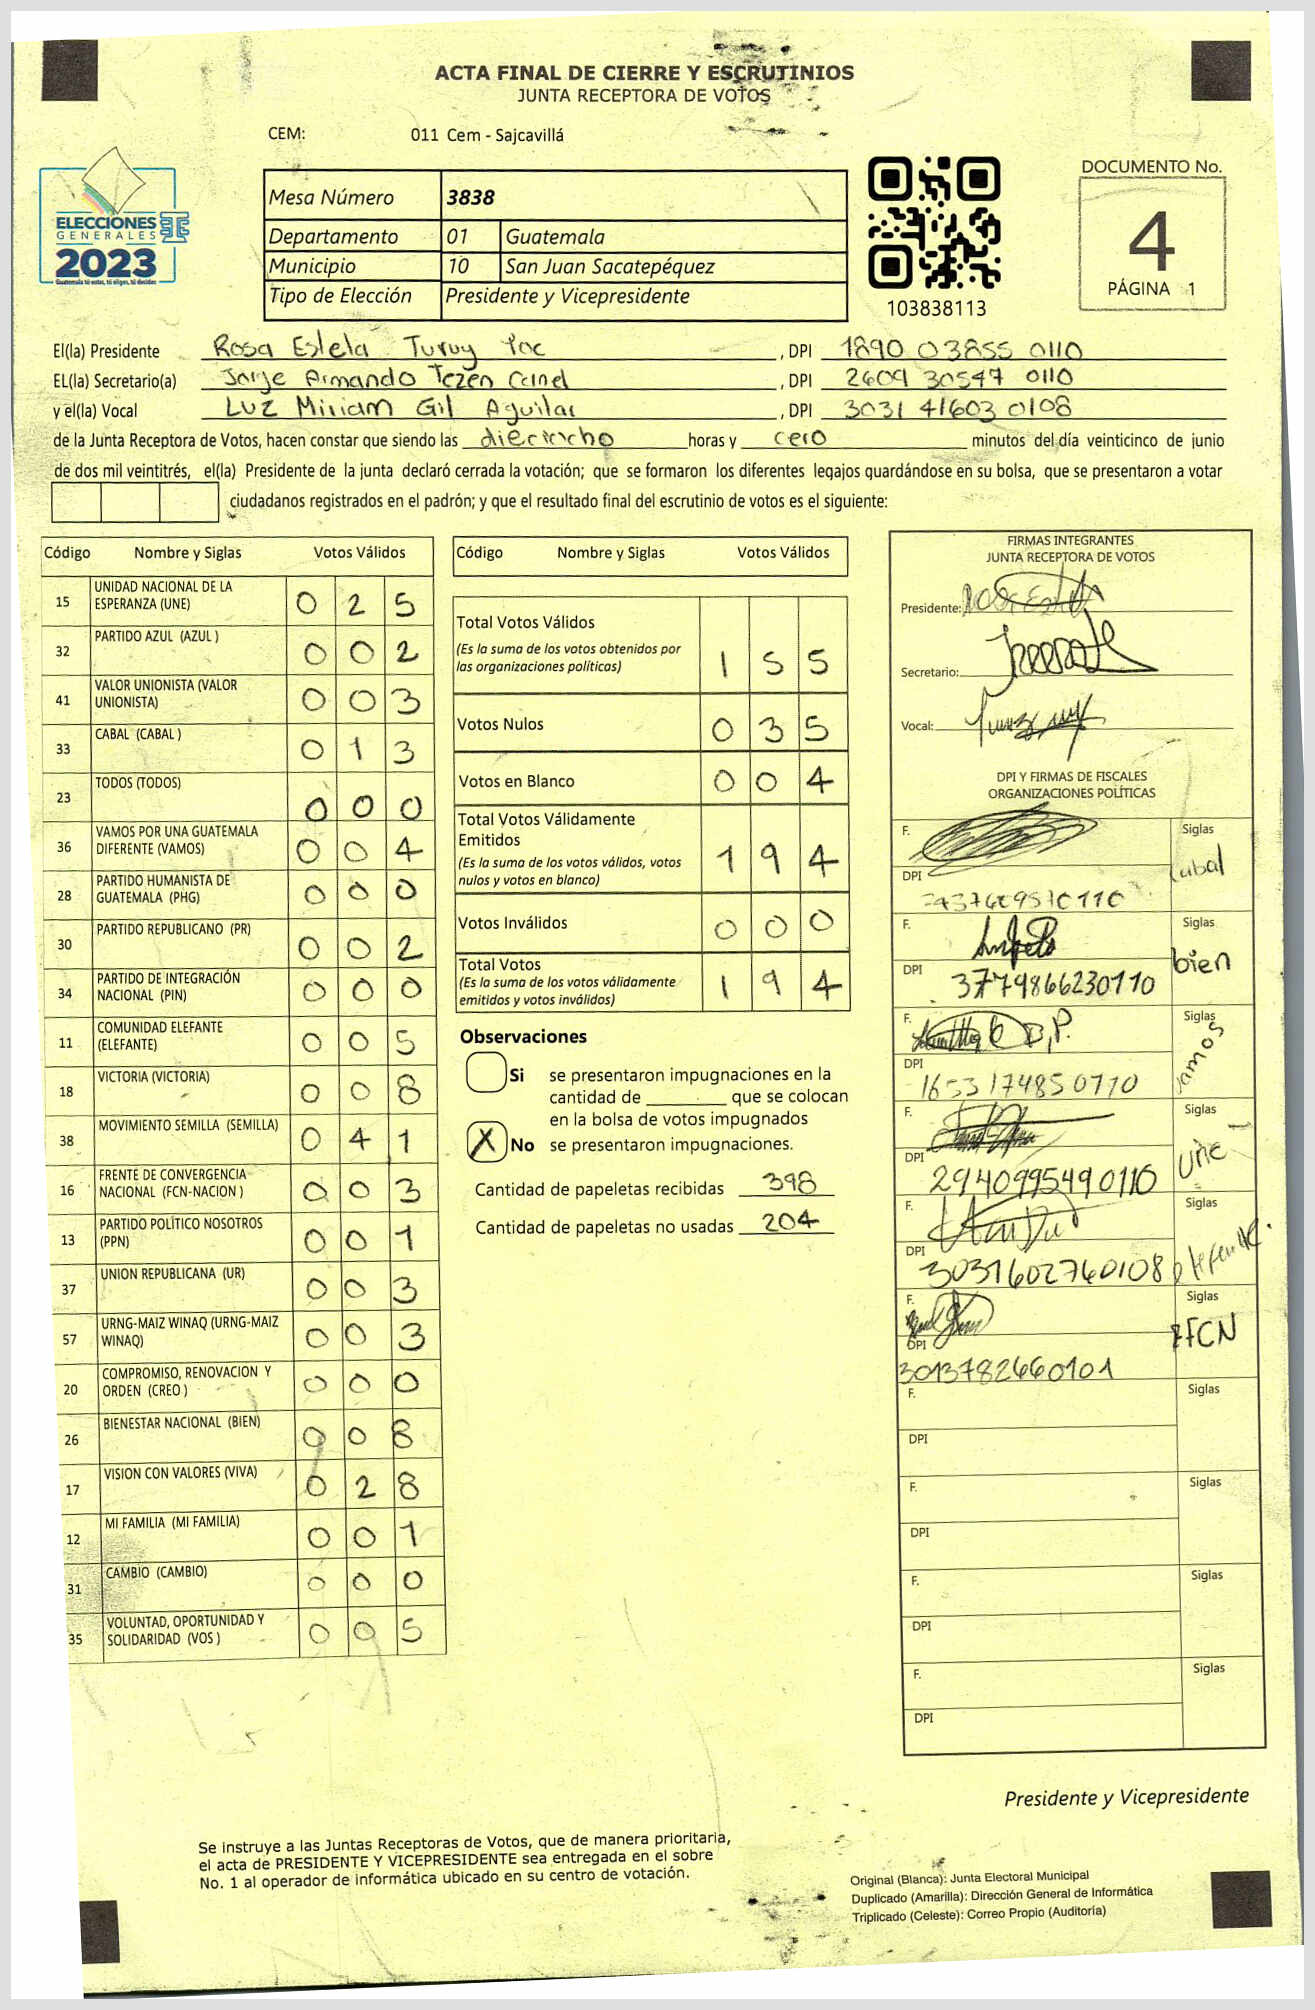 ACTA FINAL DE CIERRE Y ESCRUTINIOS
JUNTA RECEPTORA DE VOTOS
CEM: 011 Cem - Sajcavillá
DOCUMENTO No.
4
PÁGINA 1
ELECCIONES
GENERALES
2023
Guatemala tú votas, tú eliges, tú decides
Mesa Número 3838
Departamento 01 Guatemala
Municipio 10 San Juan Sacatepéquez
Tipo de Elección Presidente y Vicepresidente
103838113
El(la) Presidente Rosa Estela Turuy , DPI 1890 03855 0110
EL(la) Secretario(a) Jorge Armando Tezén Canel , DPI 2609 30547 0110
y el(la) Vocal Luz Miriam Gil Aguilar , DPI 3031 41603 0108
de la Junta Receptora de Votos, hacen constar que siendo las dieciocho horas y cero minutos del día veinticinco de junio
de dos mil veintitrés, el(la) Presidente de la junta declaró cerrada la votación; que se formaron los diferentes legajos guardándose en su bolsa, que se presentaron a votar
ciudadanos registrados en el padrón; y que el resultado final del escrutinio de votos es el siguiente:
Código Nombre y Siglas Votos Válidos
15 UNIDAD NACIONAL DE LA ESPERANZA (UNE) 0 2 5
32 PARTIDO AZUL (AZUL ) 0 0 2
41 VALOR UNIONISTA (VALOR UNIONISTA) 0 0 3
33 CABAL (CABAL ) 0 1 3
23 TODOS (TODOS) 0 0 0
36 VAMOS POR UNA GUATEMALA DIFERENTE (VAMOS) 0 0 4
28 PARTIDO HUMANISTA DE GUATEMALA (PHG) 0 0 0
30 PARTIDO REPUBLICANO (PR) 0 0 2
34 PARTIDO DE INTEGRACIÓN NACIONAL (PIN) 0 0 0
11 COMUNIDAD ELEFANTE (ELEFANTE) 0 0 5
18 VICTORIA (VICTORIA) 0 0 8
38 MOVIMIENTO SEMILLA (SEMILLA) 0 4 1
16 FRENTE DE CONVERGENCIA NACIONAL (FCN-NACION ) 0 0 3
13 PARTIDO POLÍTICO NOSOTROS (PPN) 0 0 1
37 UNION REPUBLICANA (UR) 0 0 3
57 URNG-MAIZ WINAQ (URNG-MAIZ WINAQ) 0 0 3
20 COMPROMISO, RENOVACION Y ORDEN (CREO ) 0 0 0
26 BIENESTAR NACIONAL (BIEN) 0 0 8
17 VISION CON VALORES (VIVA) 0 2 8
12 MI FAMILIA (MI FAMILIA) 0 0 1
31 CAMBIO (CAMBIO) 0 0 0
35 VOLUNTAD, OPORTUNIDAD Y SOLIDARIDAD (VOS ) 0 0 5
Código Nombre y Siglas Votos Válidos
Total Votos Válidos 1 5 5
(Es la suma de los votos obtenidos por
las organizaciones políticas)
Votos Nulos 0 3 5
Votos en Blanco 0 0 4
Total Votos Válidamente
Emitidos 1 9 4
(Es la suma de los votos válidos, votos
nulos y votos en blanco)
Votos Inválidos 0 0 0
Total Votos 1 9 4
(Es la suma de los votos válidamente
emitidos y votos inválidos)
Observaciones
Si se presentaron impugnaciones en la
cantidad de que se colocan
en la bolsa de votos impugnados
X No se presentaron impugnaciones.
Cantidad de papeletas recibidas 398
Cantidad de papeletas no usadas 204
FIRMAS INTEGRANTES
JUNTA RECEPTORA DE VOTOS
Presidente:
Secretario:
Vocal:
DPI Y FIRMAS DE FISCALES
ORGANIZACIONES POLÍTICAS
F. Siglas
DPI Cabal
F. Siglas
DPI 3779866230110 bien
F. Siglas
DPI 1653 174850110 vamos
F. Siglas
DPI 2940995490110 Une
F. Siglas
DPI 3031602760108 elefante
F. Siglas
DPI 3013782660101 FCN
F. Siglas
DPI
F. Siglas
DPI
F. Siglas
DPI
F. Siglas
DPI
Presidente y Vicepresidente
Se instruye a las Juntas Receptoras de Votos, que de manera prioritaria,
el acta de PRESIDENTE Y VICEPRESIDENTE sea entregada en el sobre
No. 1 al operador de informática ubicado en su centro de votación.
Original (Blanca): Junta Electoral Municipal
Duplicado (Amarilla): Dirección General de Informática
Triplicado (Celeste): Correo Propio (Auditoría)